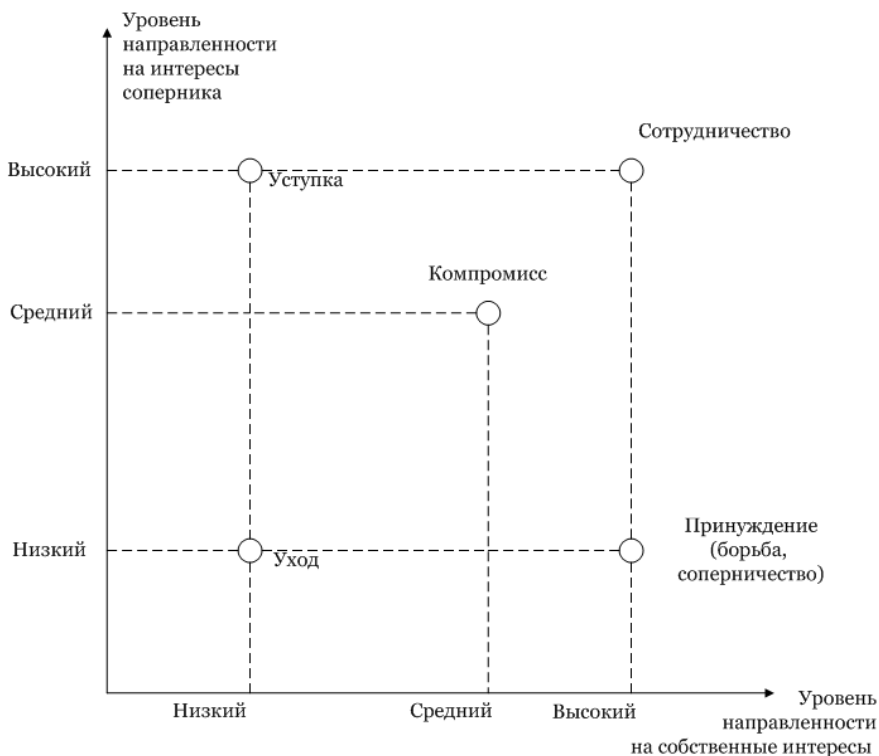 Уровень
направленности
на интересы
соперника
Сотрудничество
Высокий
Уступка
Компромисс
Средний
Принуждение
(борьба,
соперничество)
Низкий
Уход
Низкий
Средний
Высокий
Уровень
направленности
на собственные интересы